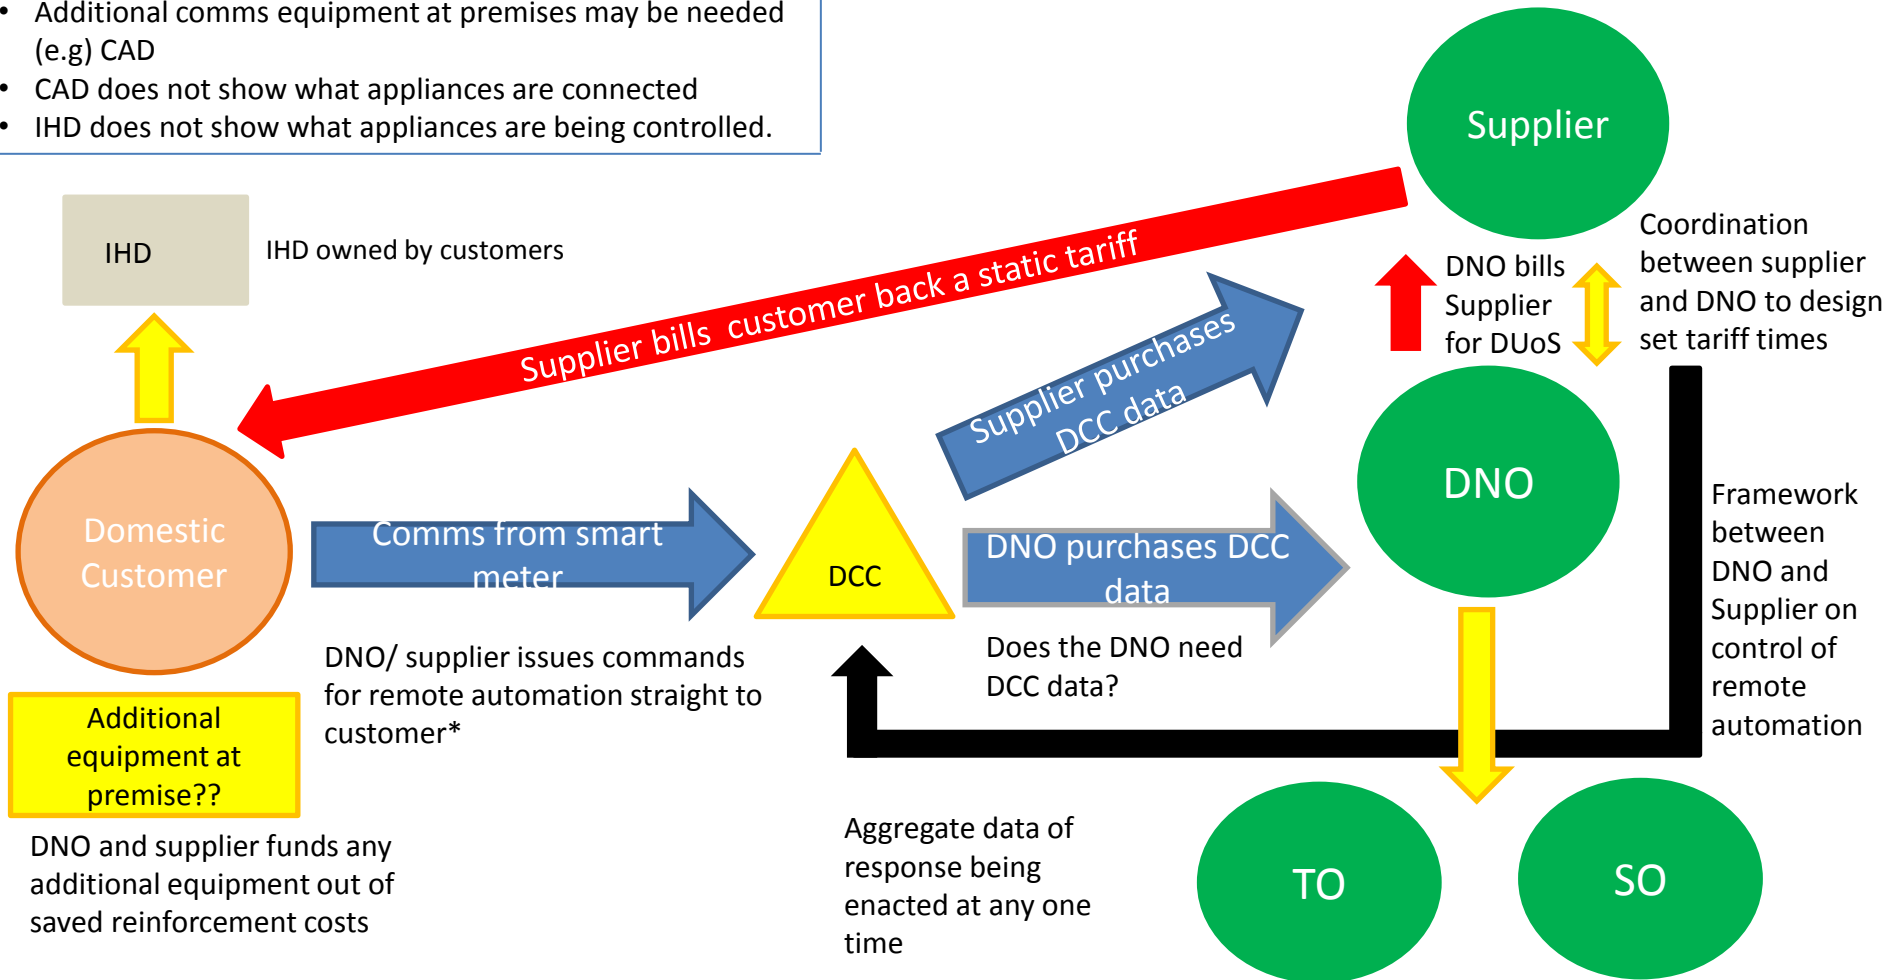 • Additional comms equipment at premises may be needed
(e.g) CAD
• CAD does not show what appliances are connected
• IHD does not show what appliances are being controlled.
Supplier
IHD
IHD owned by customers
Supplier bills customer back a static tariff
Supplier purchases
DCC data
DNO bills
Supplier
for DUoS
Coordination
between supplier
and DNO to design
set tariff times
Domestic
Customer
Comms from smart
meter
DCC
DNO purchases DCC
data
DNO
Framework
between
DNO and
Supplier on
control of
remote
automation
DNO/ supplier issues commands
for remote automation straight to
customer*
Does the DNO need
DCC data?
Additional
equipment at
premise??
DNO and supplier funds any
additional equipment out of
saved reinforcement costs
Aggregate data of
response being
enacted at any one
time
TO
SO